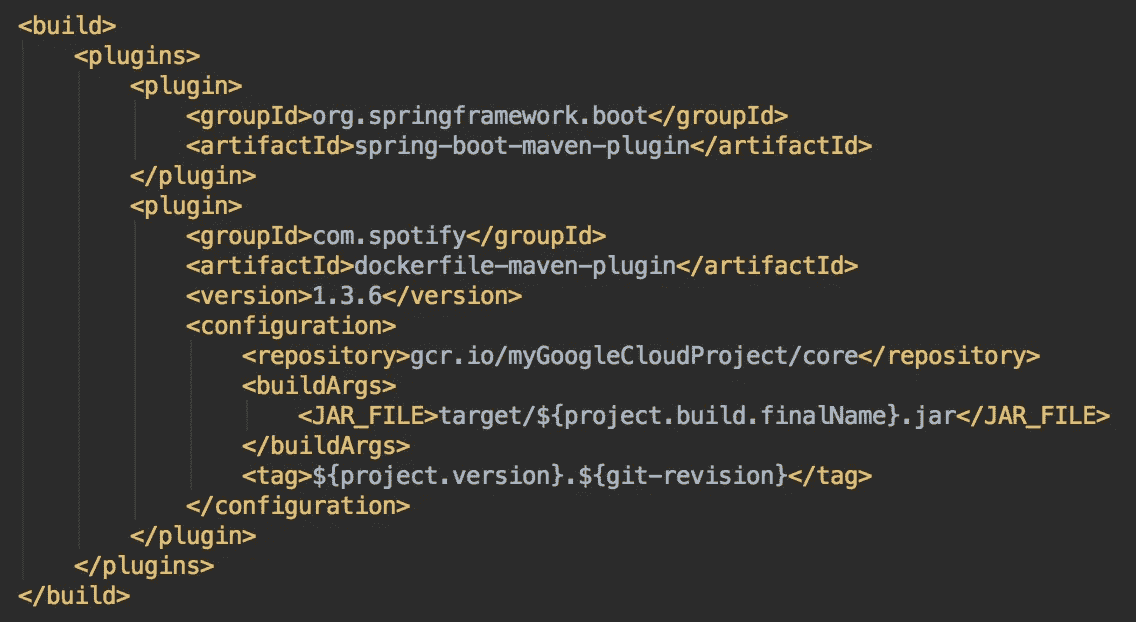 <build>
<plugins>
<plugin>
<groupId>org.springframework.boot</groupId>
<artifactId>spring-boot-maven-plugin</artifactId>
</plugin>
<plugin>
<groupId>com.spotify</groupId>
<artifactId>dockerfile-maven-plugin</artifactId>
<version>1.3.6</version>
<configuration>
<repository>gcr.io/myGoogleCloudProject/core</repository>
<buildArgs>
<JAR_FILE>target/${project.build.finalName}.jar</JAR_FILE>
</buildArgs>
<tag>${project.version}.${git-revision}</tag>
</configuration>
</plugin>
</plugins>
</build>